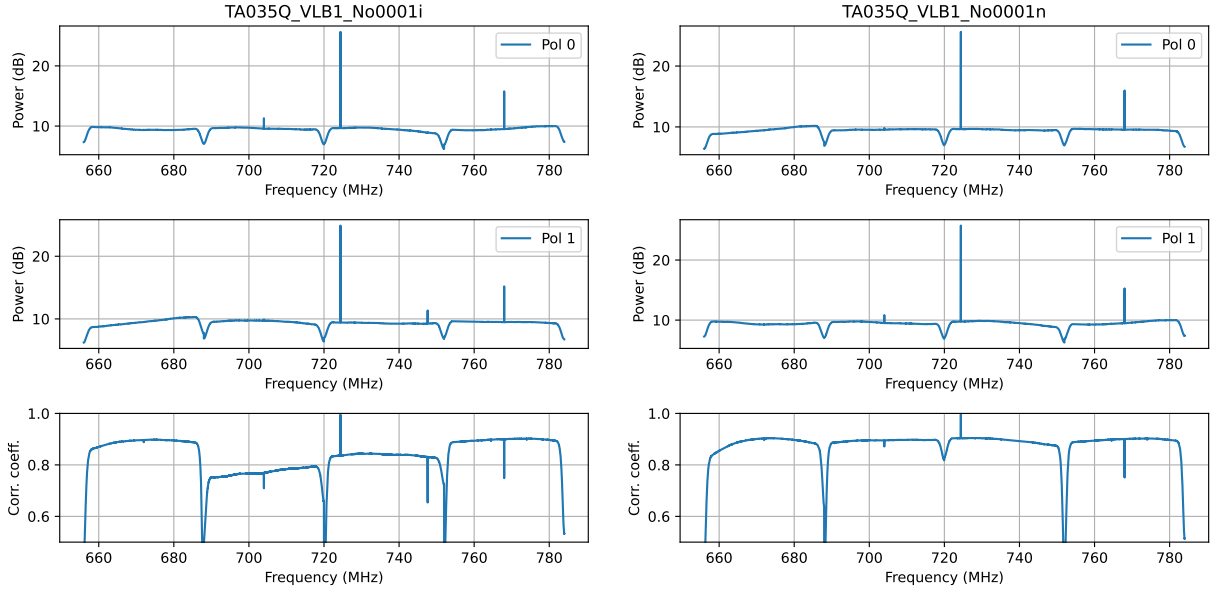 TA035Q_VLB1_No0001i
Power (dB)
20
10
Pol 0
660 680 700 720 740 760 780
Frequency (MHz)
Power (dB)
20
10
Pol 1
660 680 700 720 740 760 780
Frequency (MHz)
Corr. coeff.
1.0
0.8
0.6
660 680 700 720 740 760 780
Frequency (MHz)
TA035Q_VLB1_No0001n
Power (dB)
20
10
Pol 0
660 680 700 720 740 760 780
Frequency (MHz)
Power (dB)
20
10
Pol 1
660 680 700 720 740 760 780
Frequency (MHz)
Corr. coeff.
1.0
0.8
0.6
660 680 700 720 740 760 780
Frequency (MHz)